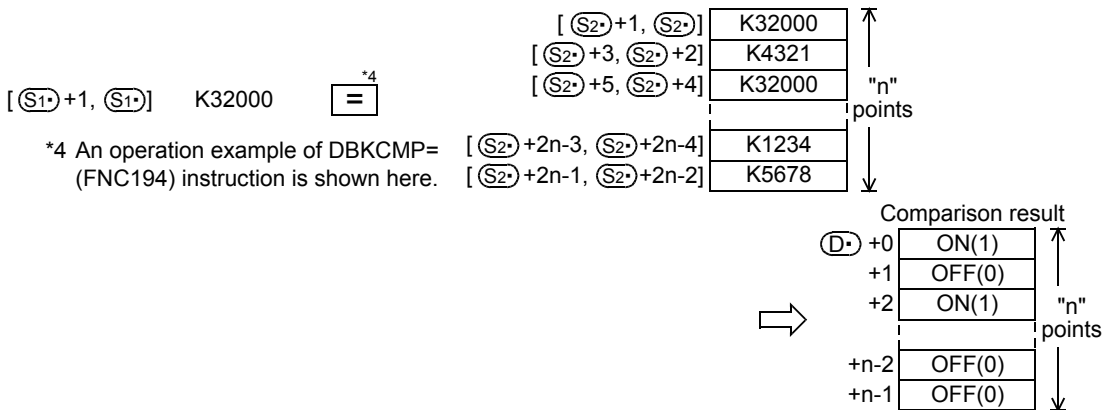 [ (S2•)+1, (S2•)] K32000
[ (S2•)+3, (S2•)+2] K4321
[ (S2•)+5, (S2•)+4] K32000
"n"
points
[ (S1•)+1, (S1•)] K32000 = *4
*4 An operation example of DBKCMP=
(FNC194) instruction is shown here.
[ (S2•)+2n-3, (S2•)+2n-4] K1234
[ (S2•)+2n-1, (S2•)+2n-2] K5678
Comparison result
(D•) +0 ON(1)
+1 OFF(0)
+2 ON(1)
"n"
points
+n-2 OFF(0)
+n-1 OFF(0)